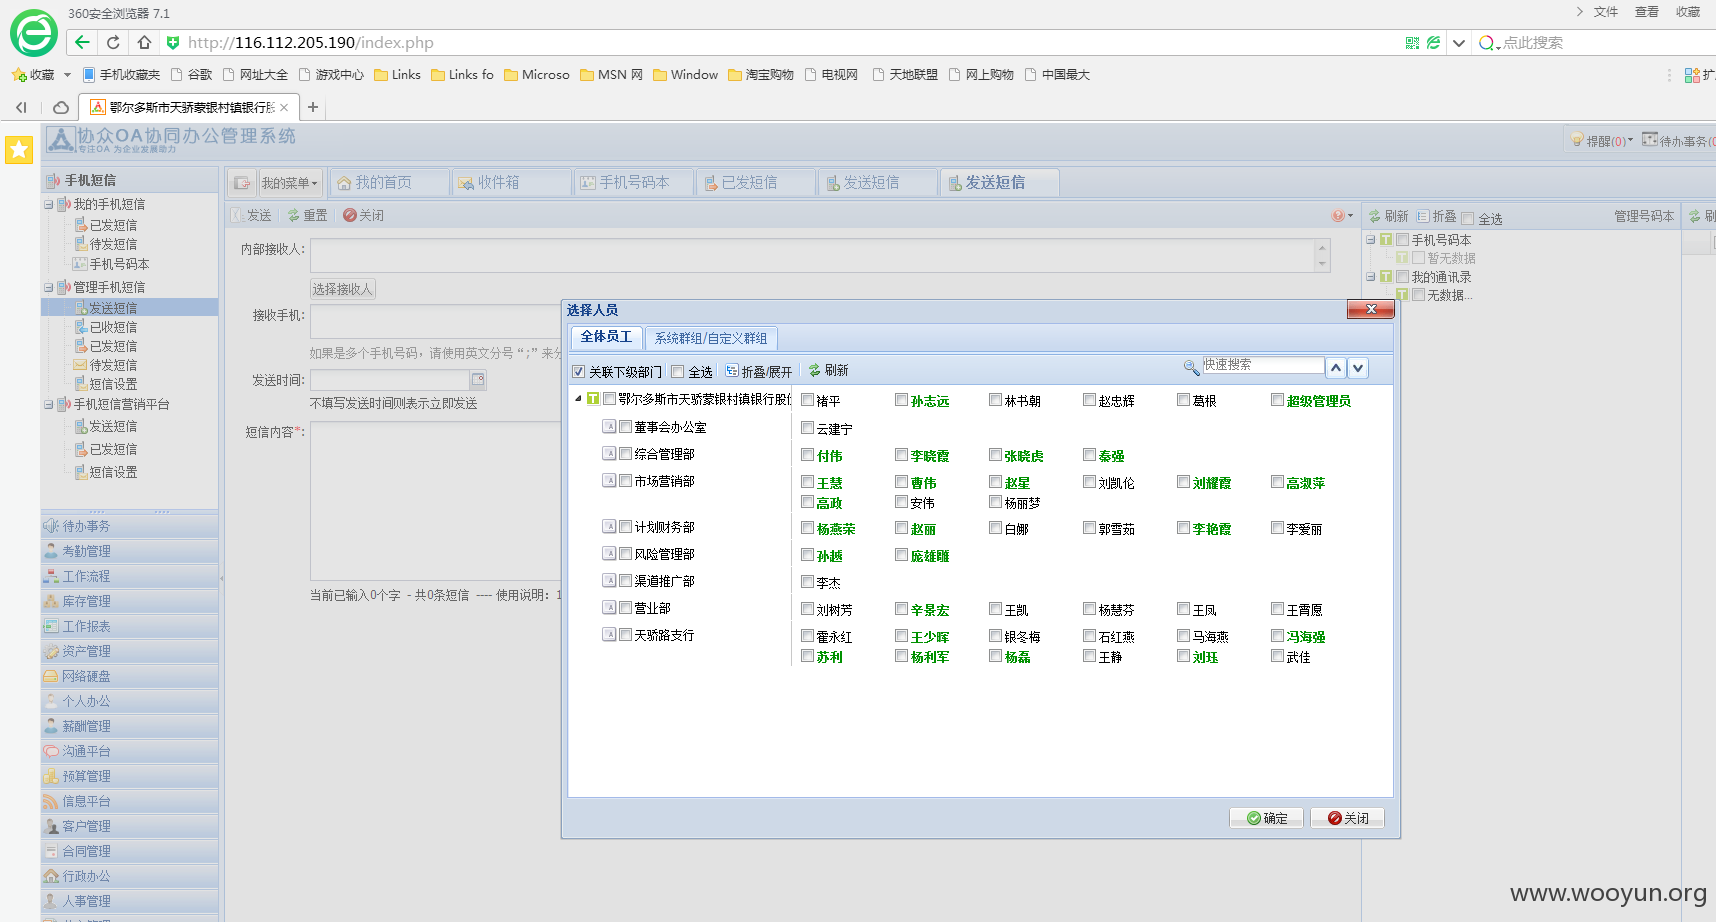 360安全浏览器 7.1
文件 查看 收藏
http://116.112.205.190/index.php
点此搜索
收藏 手机收藏夹 谷歌 网址大全 游戏中心 Links Links fo Microso MSN 网 Window 淘宝购物 电视网 天地联盟 网上购物 中国最大 扩
鄂尔多斯市天骄蒙银村镇银行股
协众OA协同办公管理系统
专注OA 为企业发展动力
提醒(0) 待办事务(0
手机短信
我的手机短信
已发短信
待发短信
手机号码本
管理手机短信
发送短信
已收短信
已发短信
待发短信
短信设置
手机短信营销平台
发送短信
已发短信
短信设置
待办事务
考勤管理
工作流程
库存管理
工作报表
资产管理
网络硬盘
个人办公
薪酬管理
沟通平台
预算管理
信息平台
客户管理
合同管理
行政办公
人事管理
我的菜单 我的首页 收件箱 手机号码本 已发短信 发送短信 发送短信
发送 重置 关闭
内部接收人:
选择接收人
接收手机:
如果是多个手机号码，请使用英文分号“;”来分
发送时间:
不填写发送时间则表示立即发送
短信内容*:
当前已输入0个字 - 共0条短信 ---- 使用说明: 1
刷新 折叠 全选 管理号码本 刷
手机号码本
暂无数据
我的通讯录
无数据...
选择人员
全体员工 系统群组/自定义群组
关联下级部门 全选 折叠/展开 刷新 快速搜索
鄂尔多斯市天骄蒙银村镇银行股份 褚平 孙志远 林书朝 赵忠辉 葛根 超级管理员
董事会办公室 云建宁
综合管理部 付伟 李晓霞 张晓虎 秦强
市场营销部 王慧 曹伟 赵星 刘凯伦 刘耀霞 高淑萍
高政 安伟 杨丽梦
计划财务部 杨燕荣 赵丽 白娜 郭雪茹 李艳霞 李爱丽
风险管理部 孙越 庞雄雕
渠道推广部 李杰
营业部 刘树芳 辛景宏 王凯 杨慧芬 王凤 王霄愿
天骄路支行 霍永红 王少晖 银冬梅 石红燕 马海燕 冯海强
苏利 杨利军 杨磊 王静 刘珏 武佳
确定 关闭
www.wooyun.org